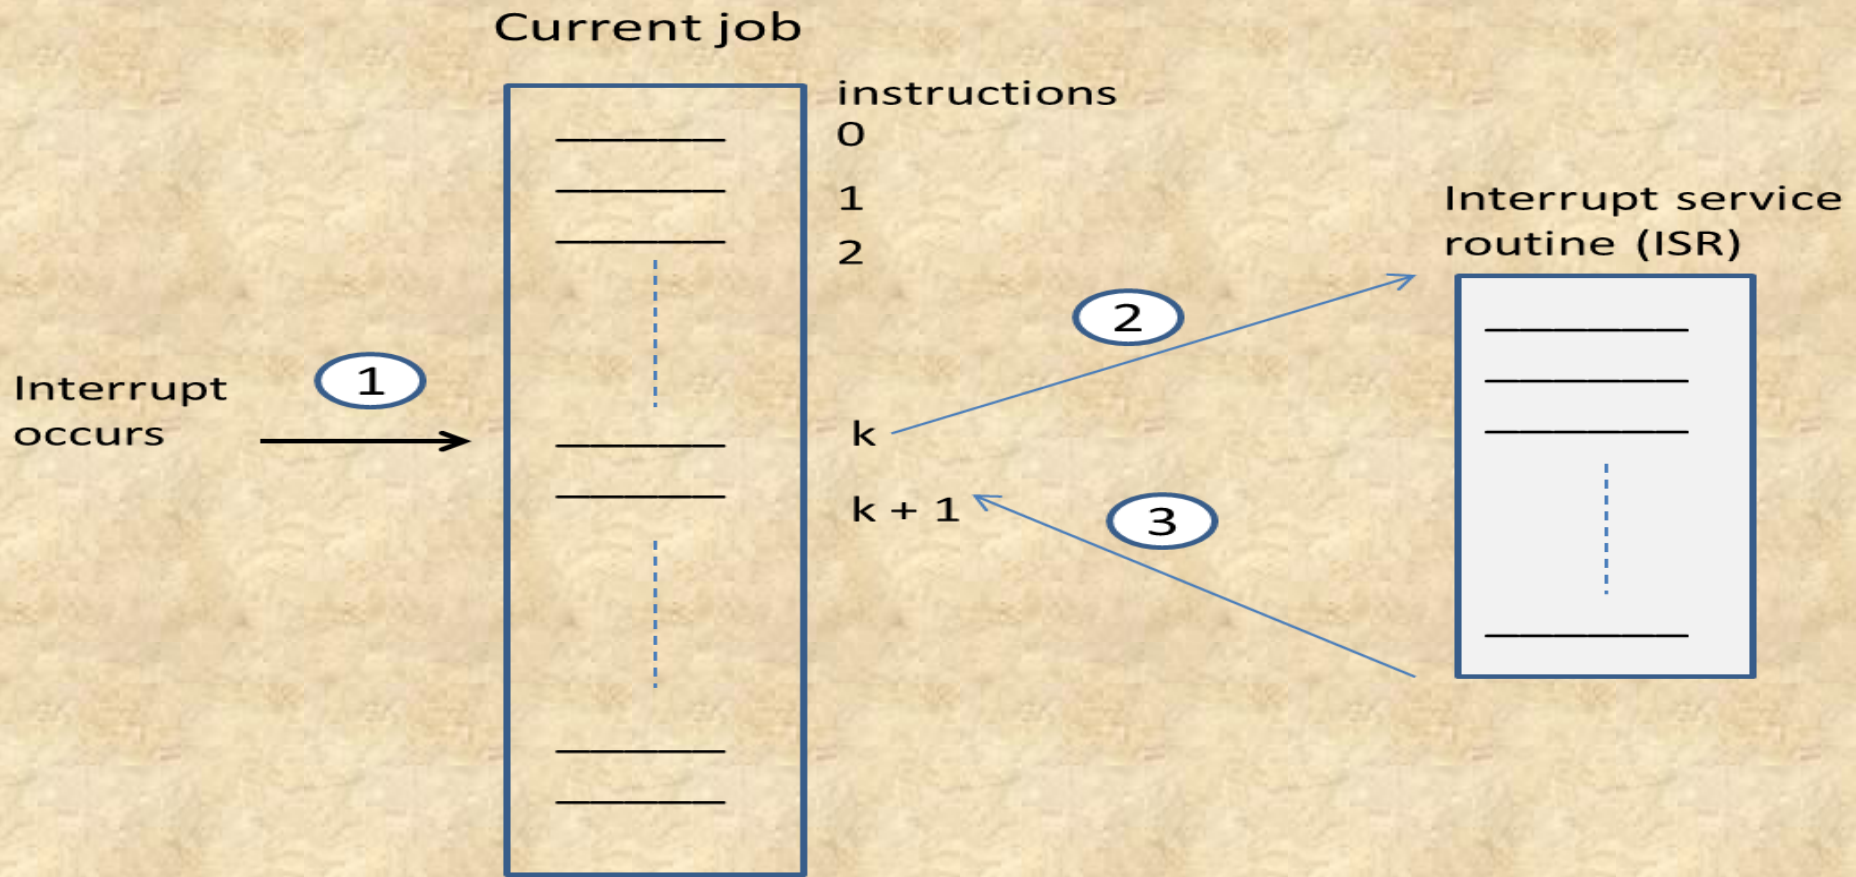 Current job
instructions
0
1
2
Interrupt service
routine (ISR)
2
1
Interrupt
occurs
k
k + 1
3